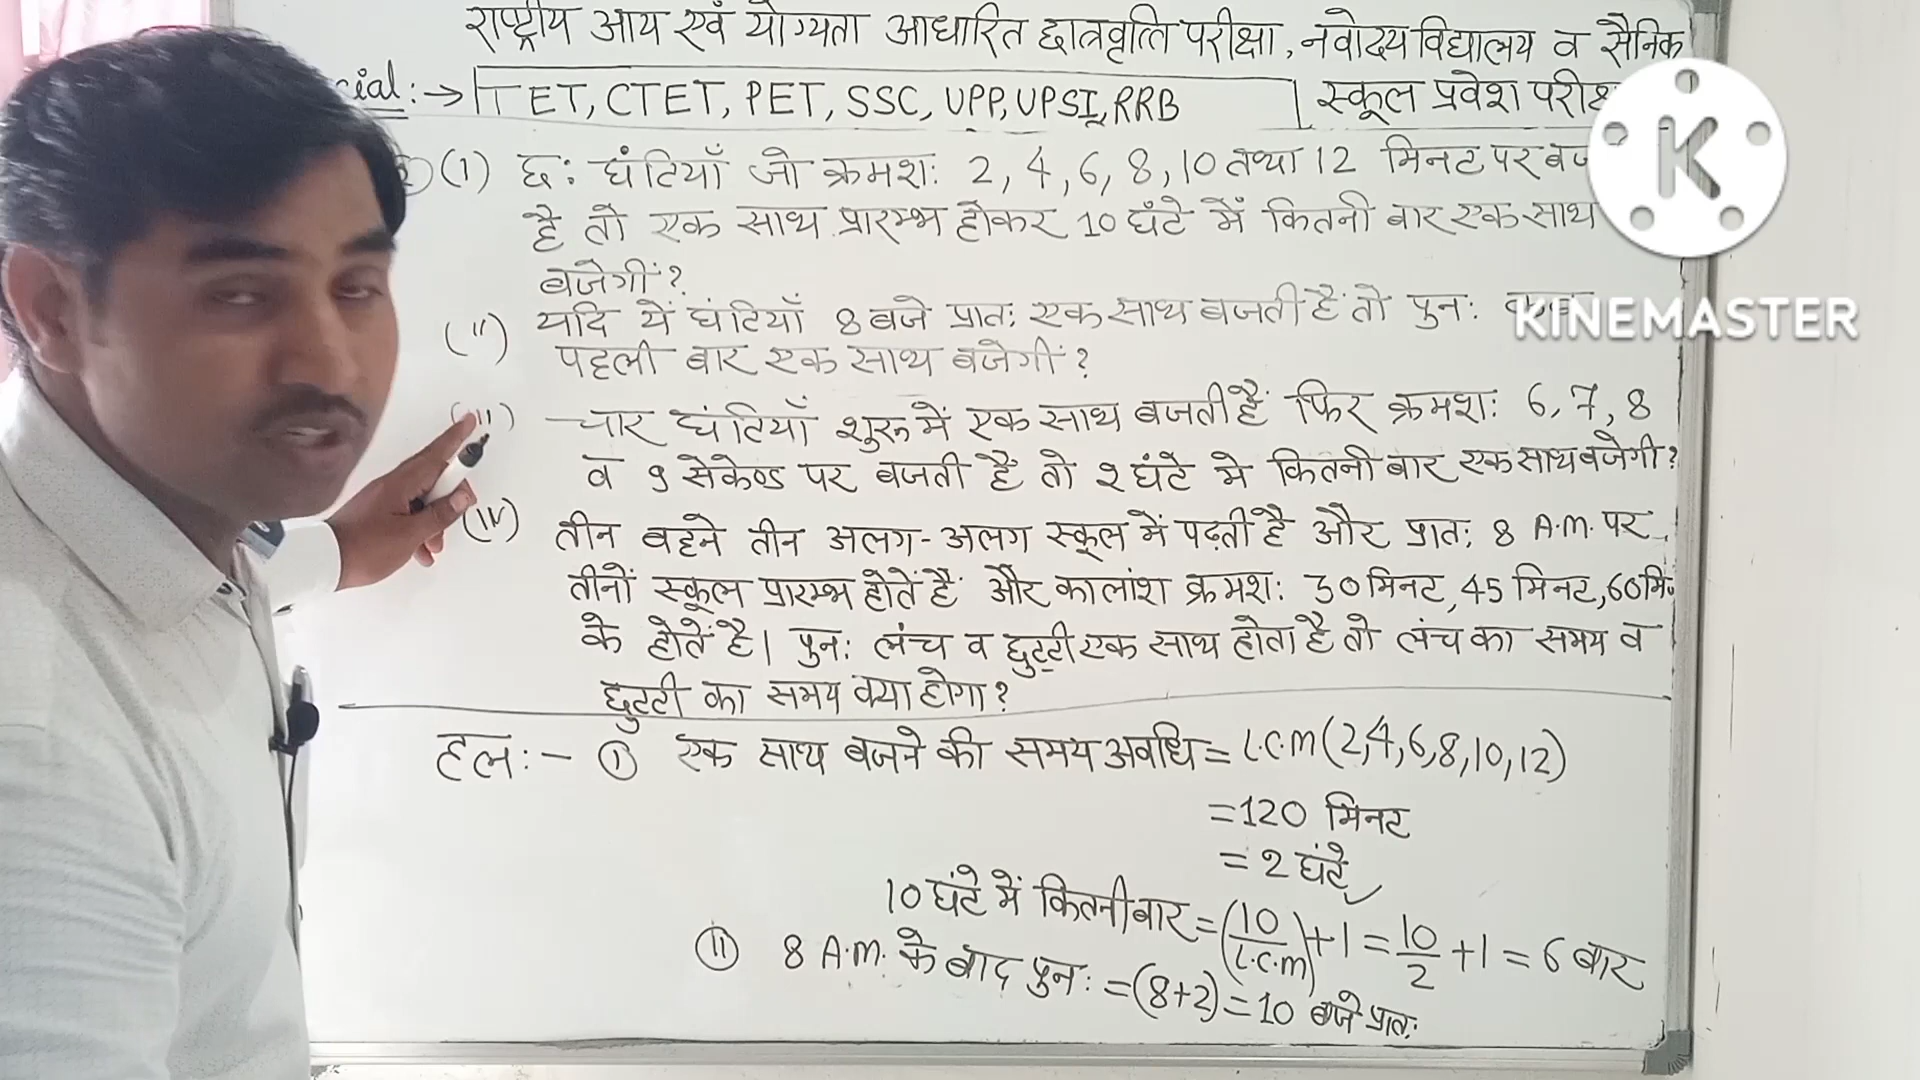 राष्ट्रीय आय एवं योग्यता आधारित छात्रवृत्ति परीक्षा, नवोदय विद्यालय व सैनिक
cial:→ TET, CTET, PET, SSC, UPP, UPSI, RRB
स्कूल प्रवेश परीक्षा
(1) छः घंटियाँ जो क्रमशः 2, 4, 6, 8, 10 तथा 12 मिनट पर
है तो एक साथ प्रारम्भ होकर 10 घंटे में कितनी बार एक साथ
बजेगीं?
(11) यदि ये घंटियाँ 8 बजे प्रातः एक साथ बजती हैं तो पुनः
पहली बार एक साथ बजेगीं?
(111) चार घंटियाँ शुरू में एक साथ बजती हैं फिर क्रमशः 6, 7, 8
व 9 सेकेण्ड पर बजती हैं तो 2 घंटे मे कितनी बार एक साथ बजेगी?
(IV) तीन बहने तीन अलग-अलग स्कूल में पढ़ती है और प्रातः 8 A.M. पर
तीनों स्कूल प्रारम्भ होतें हैं और कालांश क्रमशः 30 मिनट, 45 मिनट, 60 मि.
के होतें है। पुनः लंच व छुट्टी एक साथ होता है तो लंच का समय व
छुट्टी का समय क्या होगा?
हलः- ① एक साथ बजने की समय अवधि = L.C.M(2,4,6,8,10,12)
=120 मिनट
= 2 घंटे ✓
10 घंटे में कितनी बार = (10/L.C.M)+1 = 10/2 +1 = 6 बार
⑪ 8 A.M. के बाद पुनः = (8+2) = 10 बजे प्रातः
K
KINEMASTER